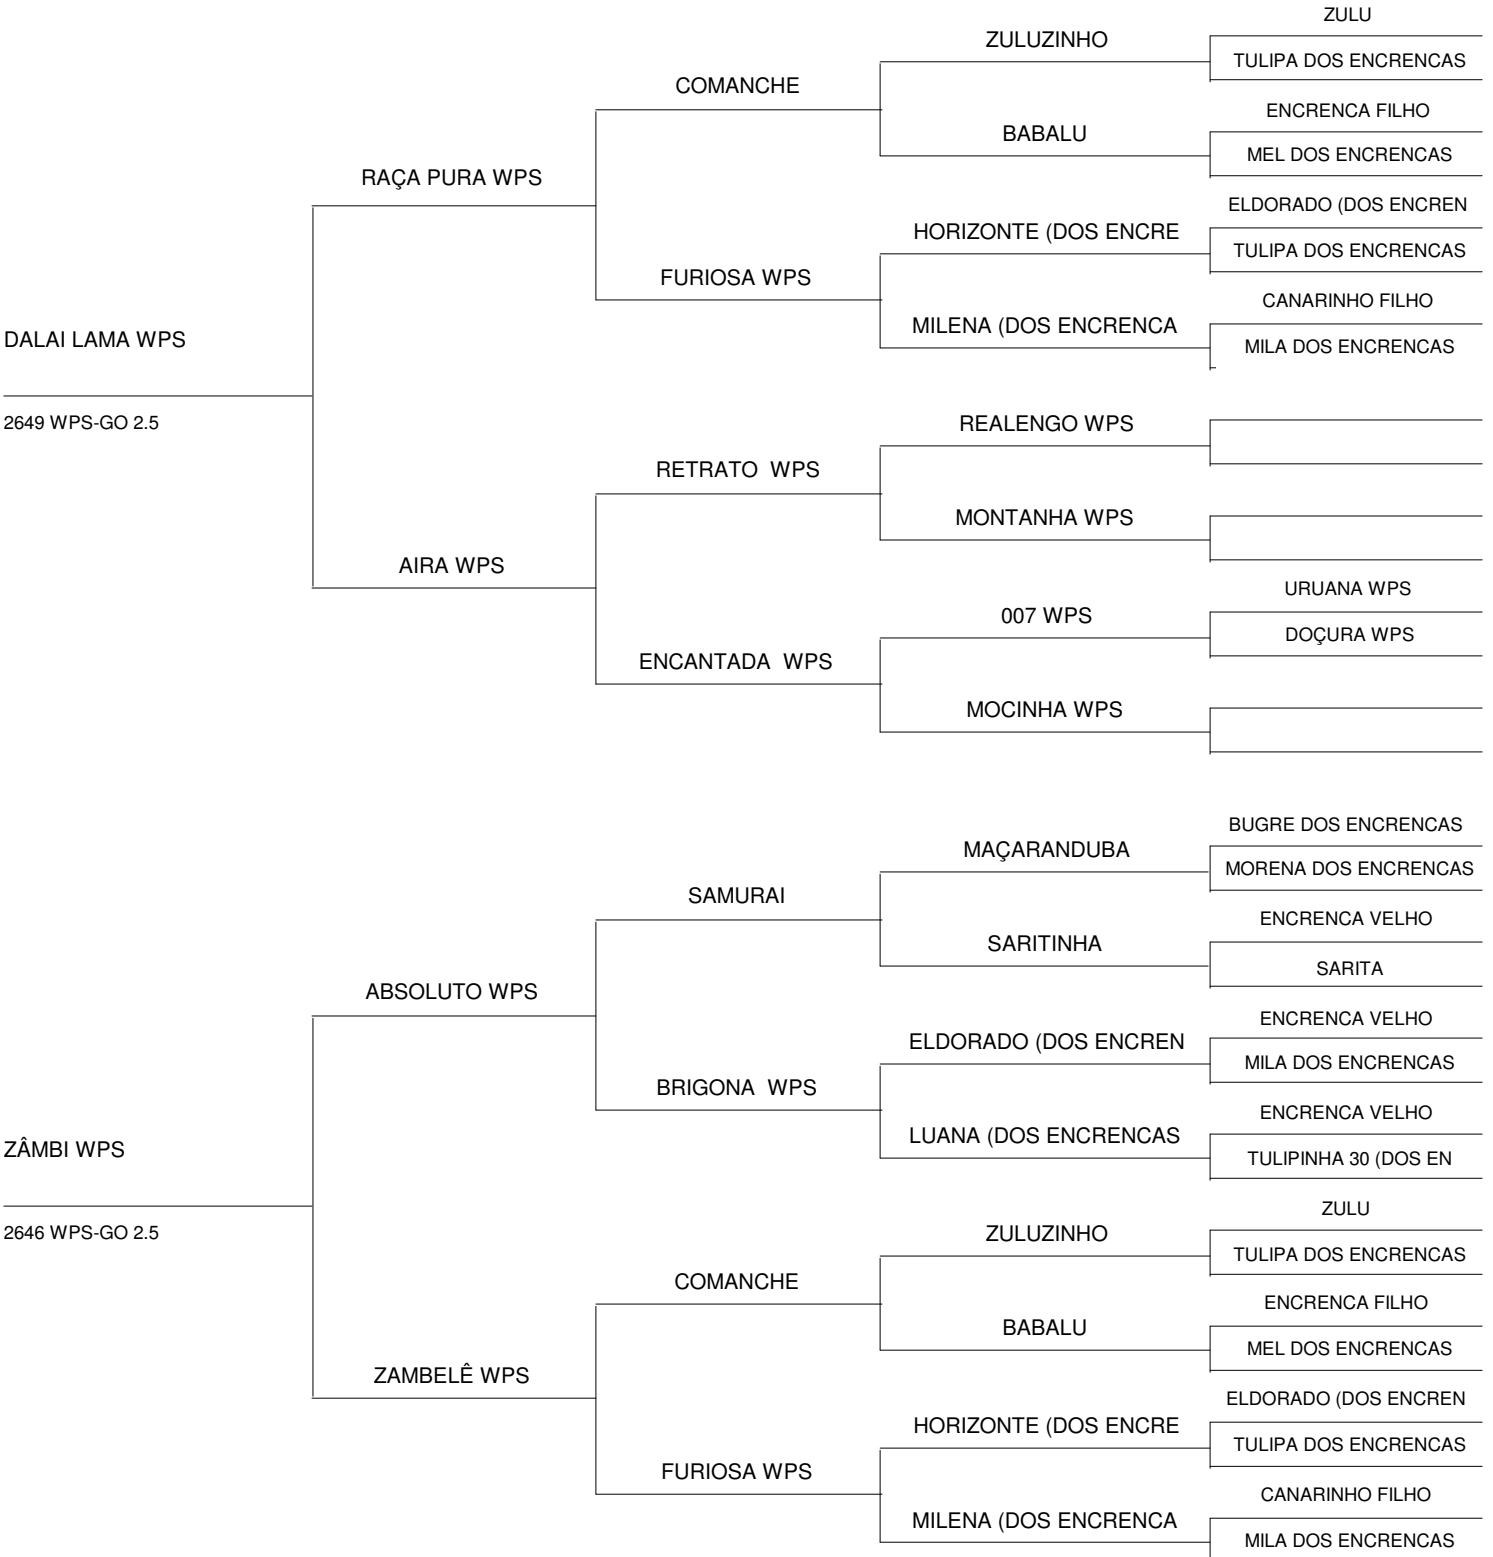 ZULU
ZULUZINHO
TULIPA DOS ENCRENCAS
COMANCHE
ENCRENCA FILHO
BABALU
MEL DOS ENCRENCAS
RAÇA PURA WPS
ELDORADO (DOS ENCREN
HORIZONTE (DOS ENCRE
TULIPA DOS ENCRENCAS
FURIOSA WPS
CANARINHO FILHO
MILENA (DOS ENCRENCA
MILA DOS ENCRENCAS
DALAI LAMA WPS
2649 WPS-GO 2.5
REALENGO WPS
RETRATO  WPS
MONTANHA WPS
AIRA WPS
URUANA WPS
007 WPS
DOÇURA WPS
ENCANTADA  WPS
MOCINHA WPS
BUGRE DOS ENCRENCAS
MAÇARANDUBA
MORENA DOS ENCRENCAS
SAMURAI
ENCRENCA VELHO
SARITINHA
SARITA
ABSOLUTO WPS
ENCRENCA VELHO
ELDORADO (DOS ENCREN
MILA DOS ENCRENCAS
BRIGONA  WPS
ENCRENCA VELHO
LUANA (DOS ENCRENCAS
TULIPINHA 30 (DOS EN
ZÂMBI WPS
2646 WPS-GO 2.5
ZULU
ZULUZINHO
TULIPA DOS ENCRENCAS
COMANCHE
ENCRENCA FILHO
BABALU
MEL DOS ENCRENCAS
ZAMBELÊ WPS
ELDORADO (DOS ENCREN
HORIZONTE (DOS ENCRE
TULIPA DOS ENCRENCAS
FURIOSA WPS
CANARINHO FILHO
MILENA (DOS ENCRENCA
MILA DOS ENCRENCAS